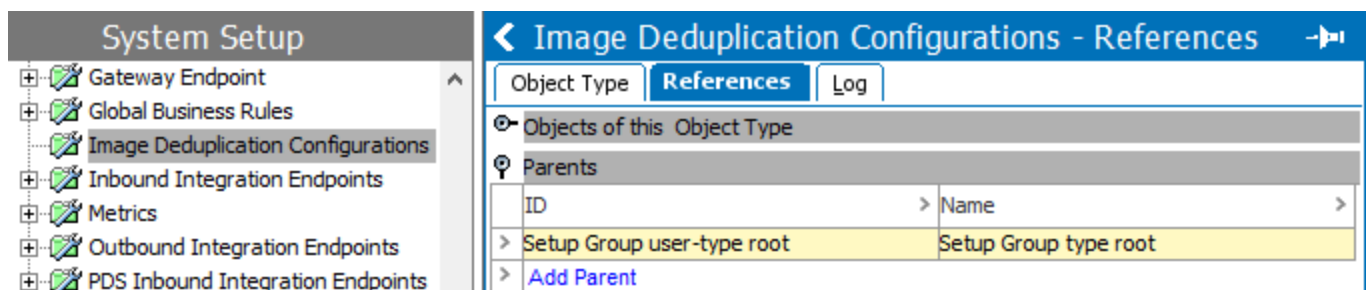 System Setup
Gateway Endpoint
Global Business Rules
Image Deduplication Configurations
Inbound Integration Endpoints
Metrics
Outbound Integration Endpoints
PDS Inbound Integration Endpoints
Image Deduplication Configurations - References
Object Type References Log
Objects of this Object Type
Parents
ID > Name >
> Setup Group user-type root Setup Group type root
> Add Parent